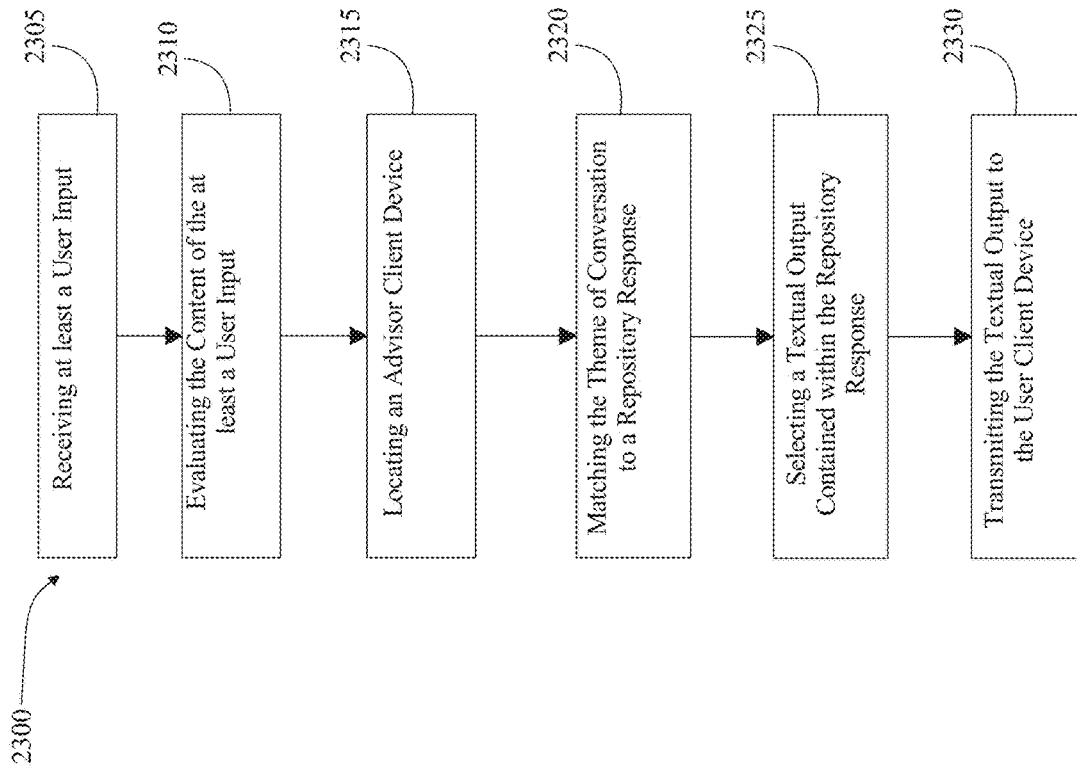 2300
2305
Receiving at least a User Input
2310
Evaluating the Content of the at
least a User Input
2315
Locating an Advisor Client Device
2320
Matching the Theme of Conversation
to a Repository Response
2325
Selecting a Textual Output
Contained within the Repository
Response
2330
Transmitting the Textual Output to
the User Client Device